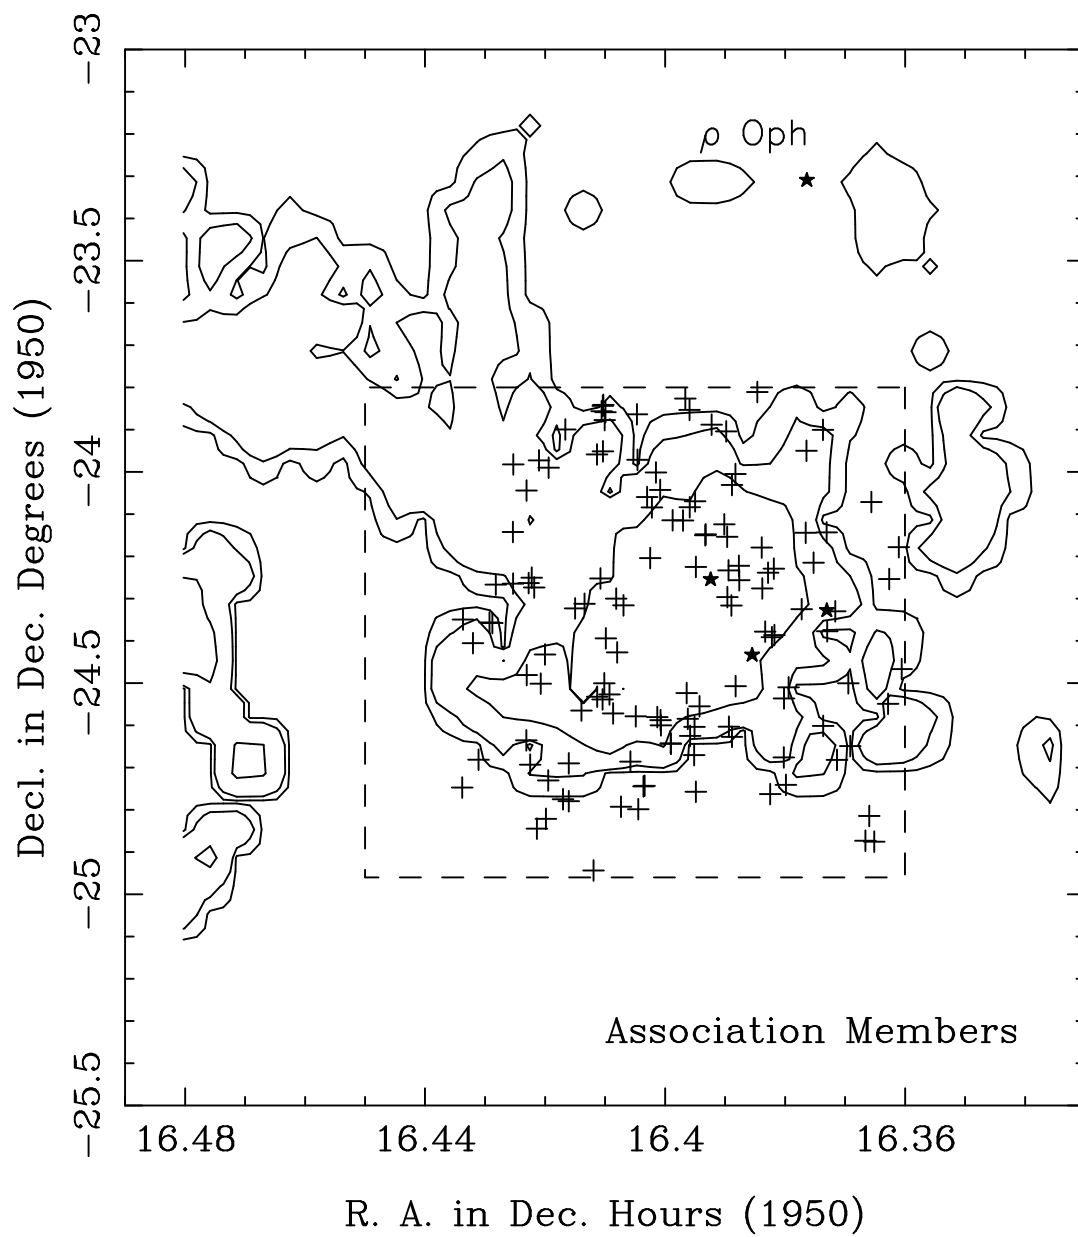 ρ Oph
-23
-23.5
-24
-24.5
-25
-25.5
Decl. in Dec. Degrees (1950)
Association Members
16.48 16.44 16.4 16.36
R. A. in Dec. Hours (1950)